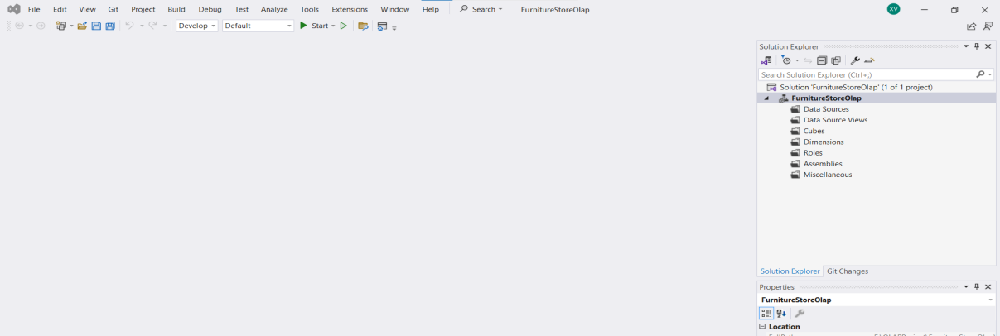 File Edit View Git Project Build Debug Test Analyze Tools Extensions Window Help Search FurnitureStoreOlap XV
Develop Default Start
Solution Explorer
Search Solution Explorer (Ctrl+;)
Solution 'FurnitureStoreOlap' (1 of 1 project)
FurnitureStoreOlap
Data Sources
Data Source Views
Cubes
Dimensions
Roles
Assemblies
Miscellaneous
Solution Explorer Git Changes
Properties
FurnitureStoreOlap
Location